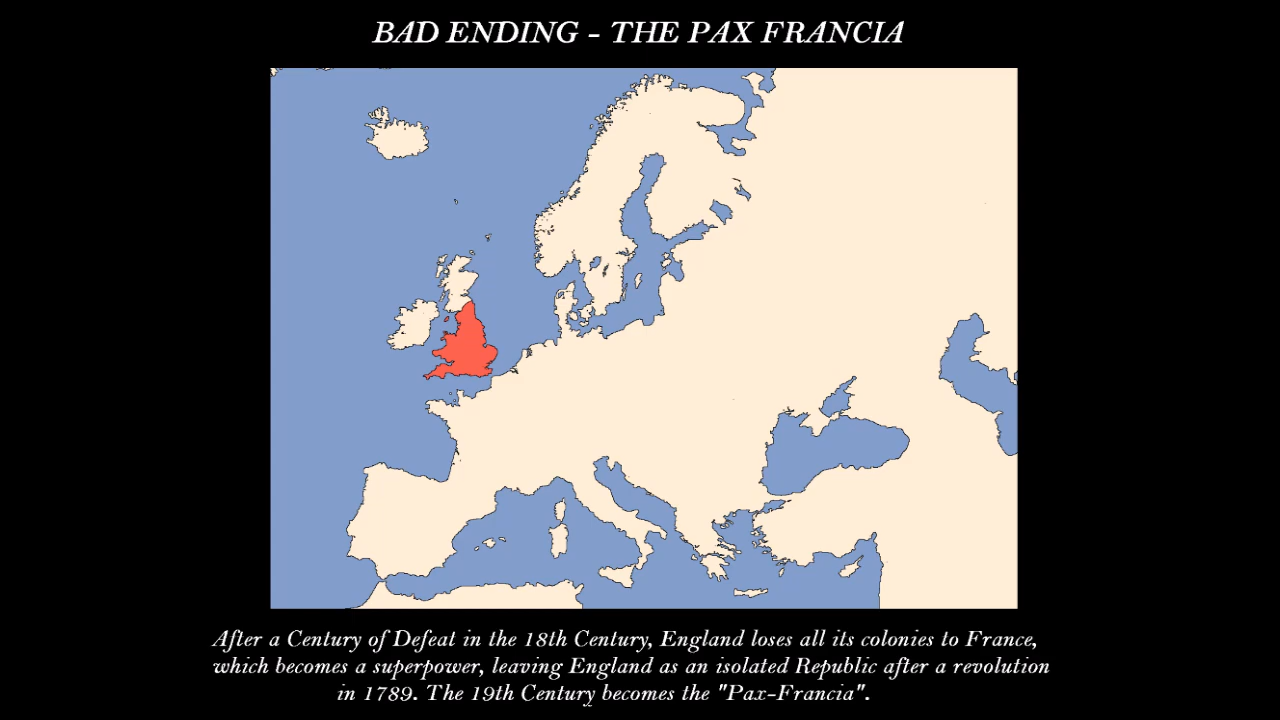 BAD ENDING - THE PAX FRANCIA
After a Century of Defeat in the 18th Century, England loses all its colonies to France,
which becomes a superpower, leaving England as an isolated Republic after a revolution
in 1789. The 19th Century becomes the "Pax-Francia".